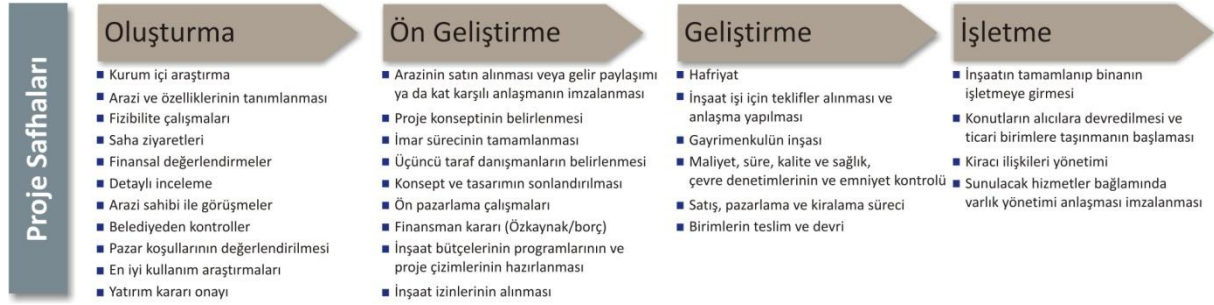 Proje Safhaları
Oluşturma
Kurum içi araştırma
Arazi ve özelliklerinin tanımlanması
Fizibilite çalışmaları
Saha ziyaretleri
Finansal değerlendirmeler
Detaylı inceleme
Arazi sahibi ile görüşmeler
Belediyeden kontroller
Pazar koşullarının değerlendirilmesi
En iyi kullanım araştırmaları
Yatırım kararı onayı
Ön Geliştirme
Arazinin satın alınması veya gelir paylaşımı
ya da kat karşılı anlaşmanın imzalanması
Proje konseptinin belirlenmesi
İmar sürecinin tamamlanması
Üçüncü taraf danışmanların belirlenmesi
Konsept ve tasarımın sonlandırılması
Ön pazarlama çalışmaları
Finansman kararı (Özkaynak/borç)
İnşaat bütçelerinin programlarının ve
proje çizimlerinin hazırlanması
İnşaat izinlerinin alınması
Geliştirme
Hafriyat
İnşaat işi için teklifler alınması ve
anlaşma yapılması
Gayrimenkulün inşası
Maliyet, süre, kalite ve sağlık,
çevre denetimlerinin ve emniyet kontrolü
Satış, pazarlama ve kiralama süreci
Birimlerin teslim ve devri
İşletme
İnşaatın tamamlanıp binanın
işletmeye girmesi
Konutların alıcılara devredilmesi ve
ticari birimlere taşınmanın başlaması
Kiracı ilişkileri yönetimi
Sunulacak hizmetler bağlamında
varlık yönetimi anlaşması imzalanması